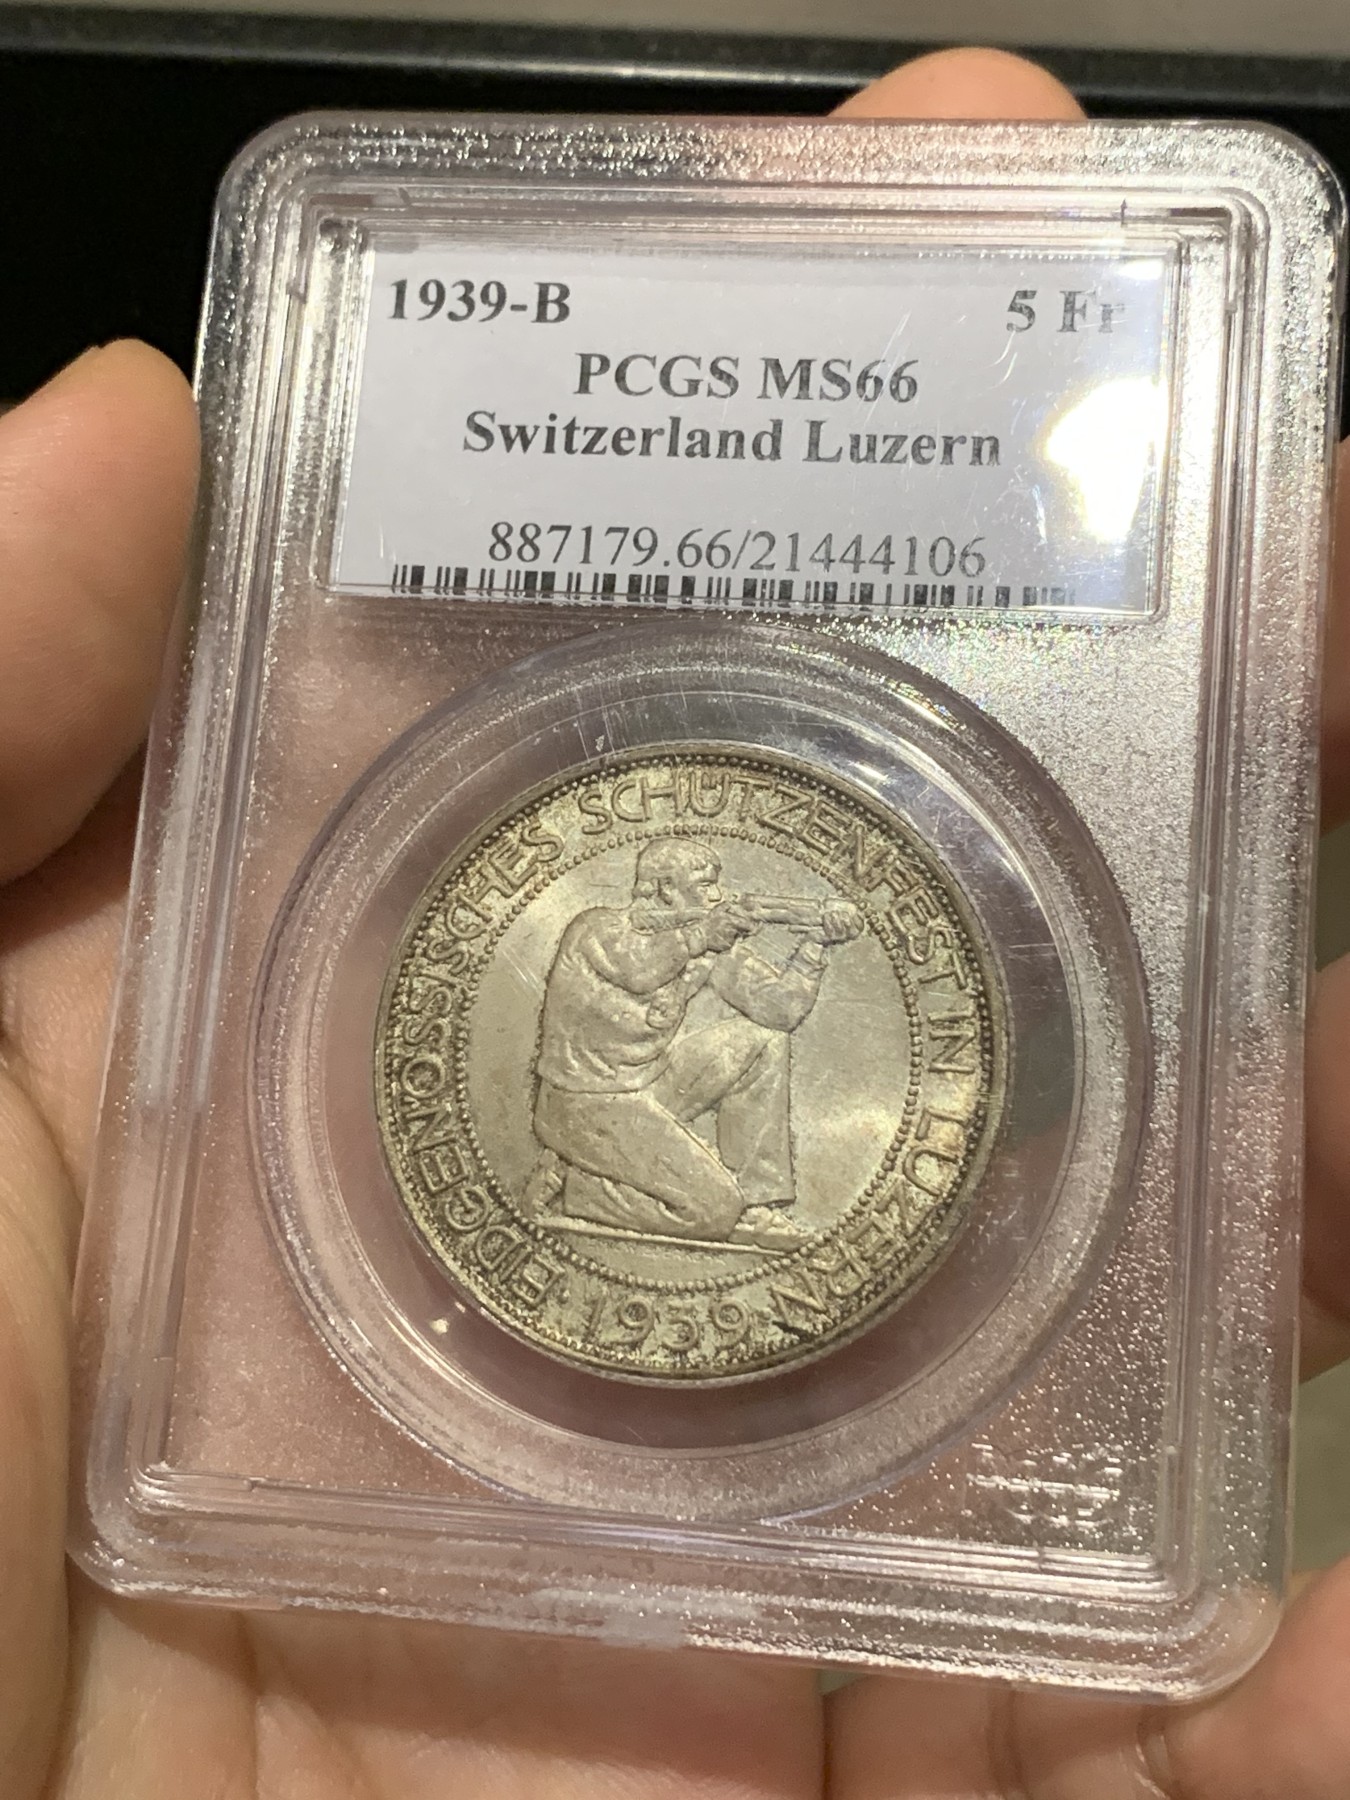 1939-B 5 Fr
PCGS MS66
Switzerland Luzern
887179.66/21444106
EIDGENÖSSISCHES SCHÜTZENFEST IN LUZERN
· 1939 ·